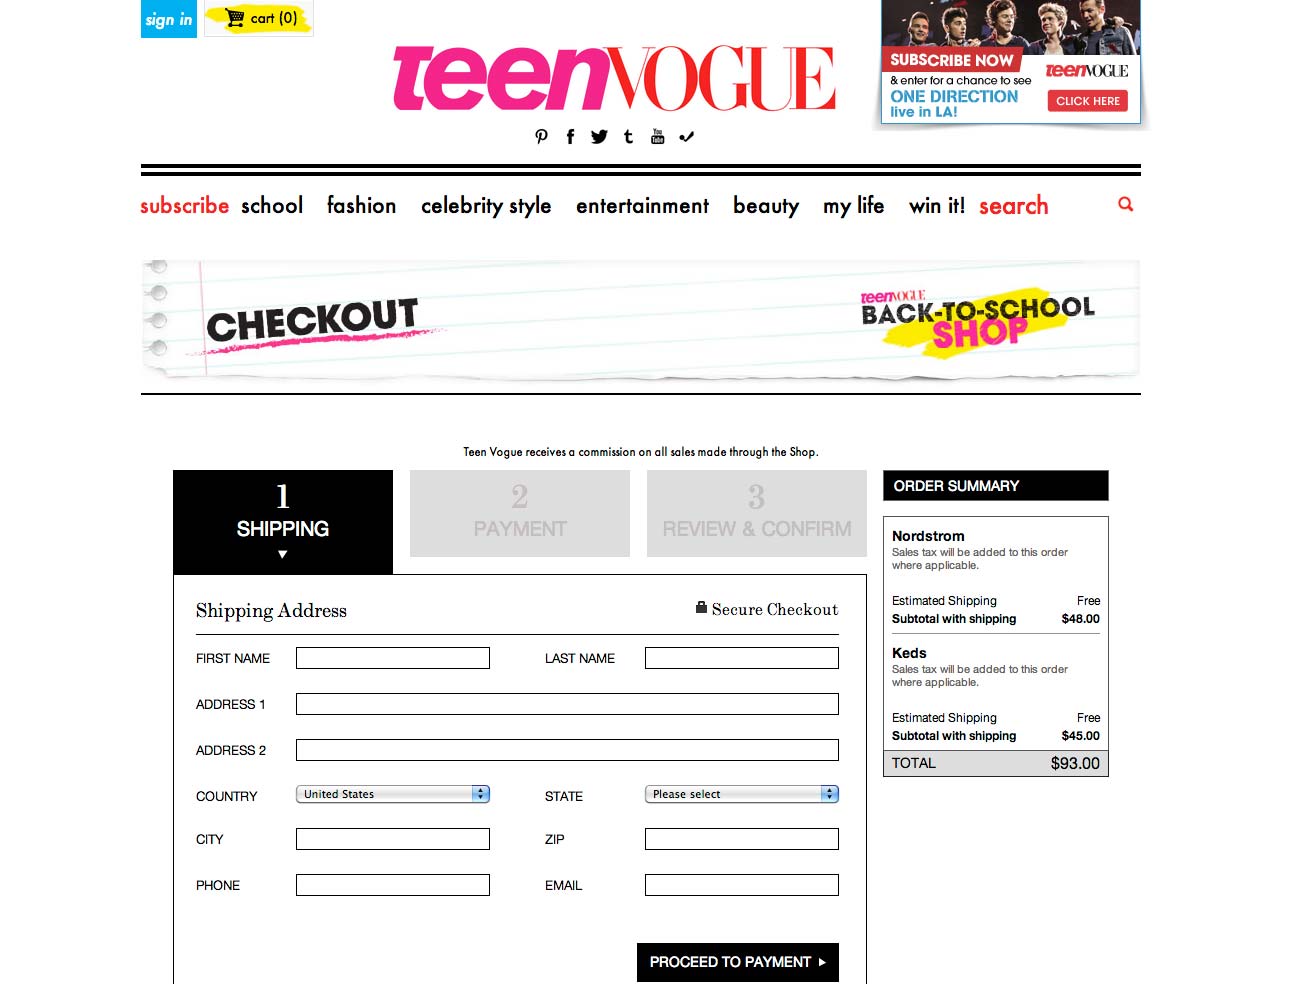 sign in
cart (0)
teenVOGUE
SUBSCRIBE NOW
& enter for a chance to see
ONE DIRECTION
live in LA!
teenVOGUE
CLICK HERE
subscribe school fashion celebrity style entertainment beauty my life win it! search
CHECKOUT
teenVOGUE
BACK-TO-SCHOOL
SHOP
Teen Vogue receives a commission on all sales made through the Shop.
1
SHIPPING
2
PAYMENT
3
REVIEW & CONFIRM
Shipping Address
Secure Checkout
FIRST NAME
LAST NAME
ADDRESS 1
ADDRESS 2
COUNTRY
United States
STATE
Please select
CITY
ZIP
PHONE
EMAIL
PROCEED TO PAYMENT
ORDER SUMMARY
Nordstrom
Sales tax will be added to this order
where applicable.
Estimated Shipping Free
Subtotal with shipping $48.00
Keds
Sales tax will be added to this order
where applicable.
Estimated Shipping Free
Subtotal with shipping $45.00
TOTAL $93.00